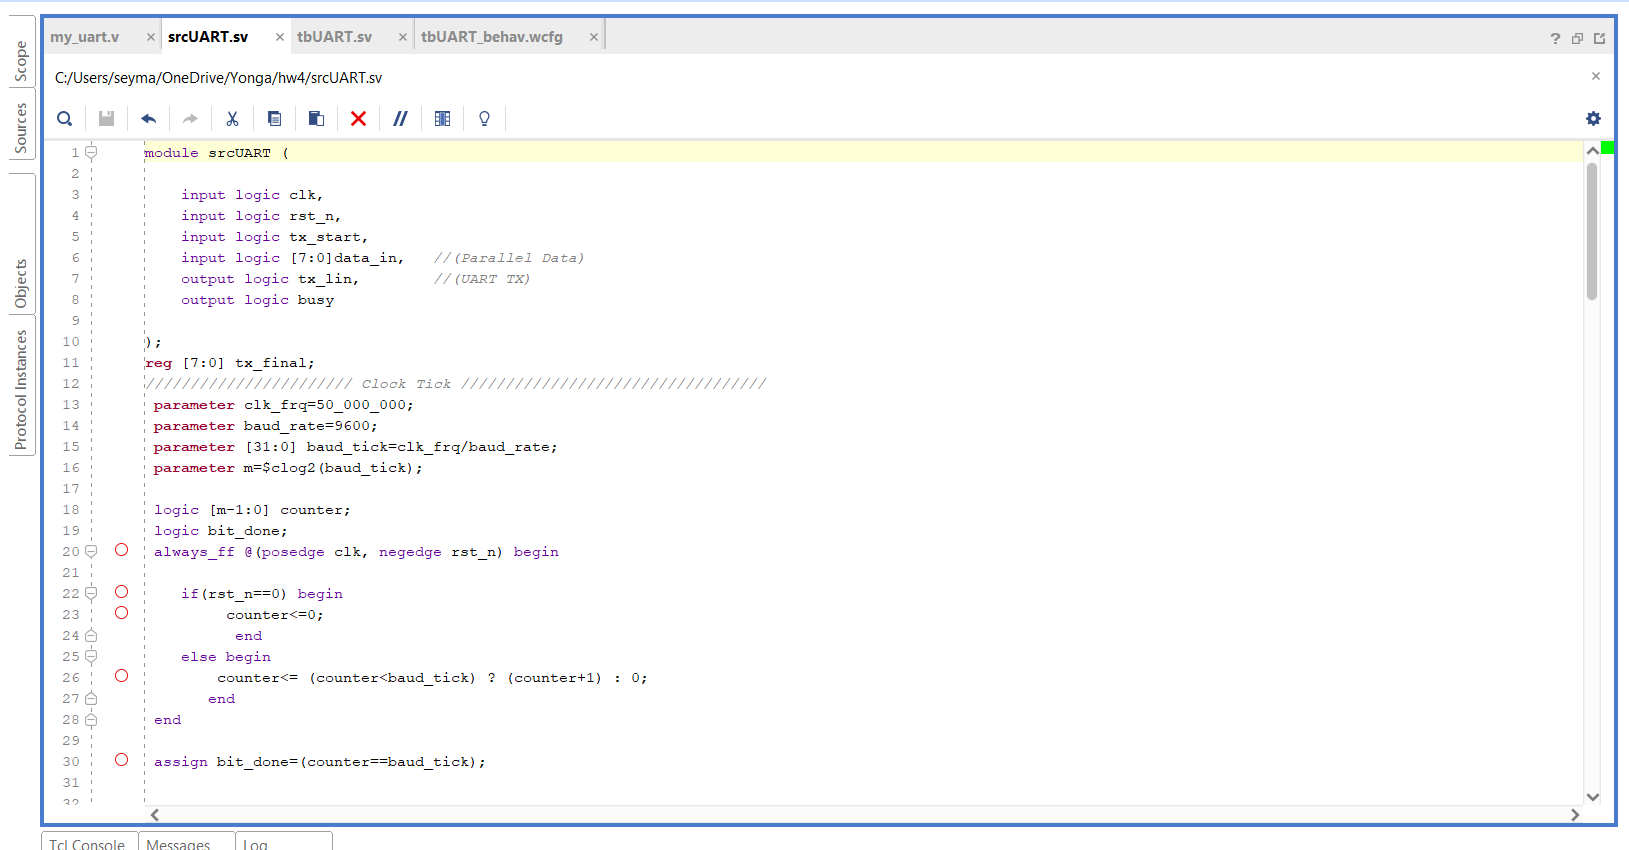 my_uart.v × srcUART.sv × tbUART.sv × tbUART_behav.wcfg ×
?
C:/Users/seyma/OneDrive/Yonga/hw4/srcUART.sv ×
Scope
Sources
Objects
Protocol Instances
1 module srcUART (
2
3 input logic clk,
4 input logic rst_n,
5 input logic tx_start,
6 input logic [7:0]data_in, //(Parallel Data)
7 output logic tx_lin, //(UART TX)
8 output logic busy
9
10 );
11 reg [7:0] tx_final;
12 /////////////////////// Clock Tick //////////////////////////////////
13 parameter clk_frq=50_000_000;
14 parameter baud_rate=9600;
15 parameter [31:0] baud_tick=clk_frq/baud_rate;
16 parameter m=$clog2(baud_tick);
17
18 logic [m-1:0] counter;
19 logic bit_done;
20 always_ff @(posedge clk, negedge rst_n) begin
21
22 if(rst_n==0) begin
23 counter<=0;
24 end
25 else begin
26 counter<= (counter<baud_tick) ? (counter+1) : 0;
27 end
28 end
29
30 assign bit_done=(counter==baud_tick);
31
32
Tcl Console Messages Log